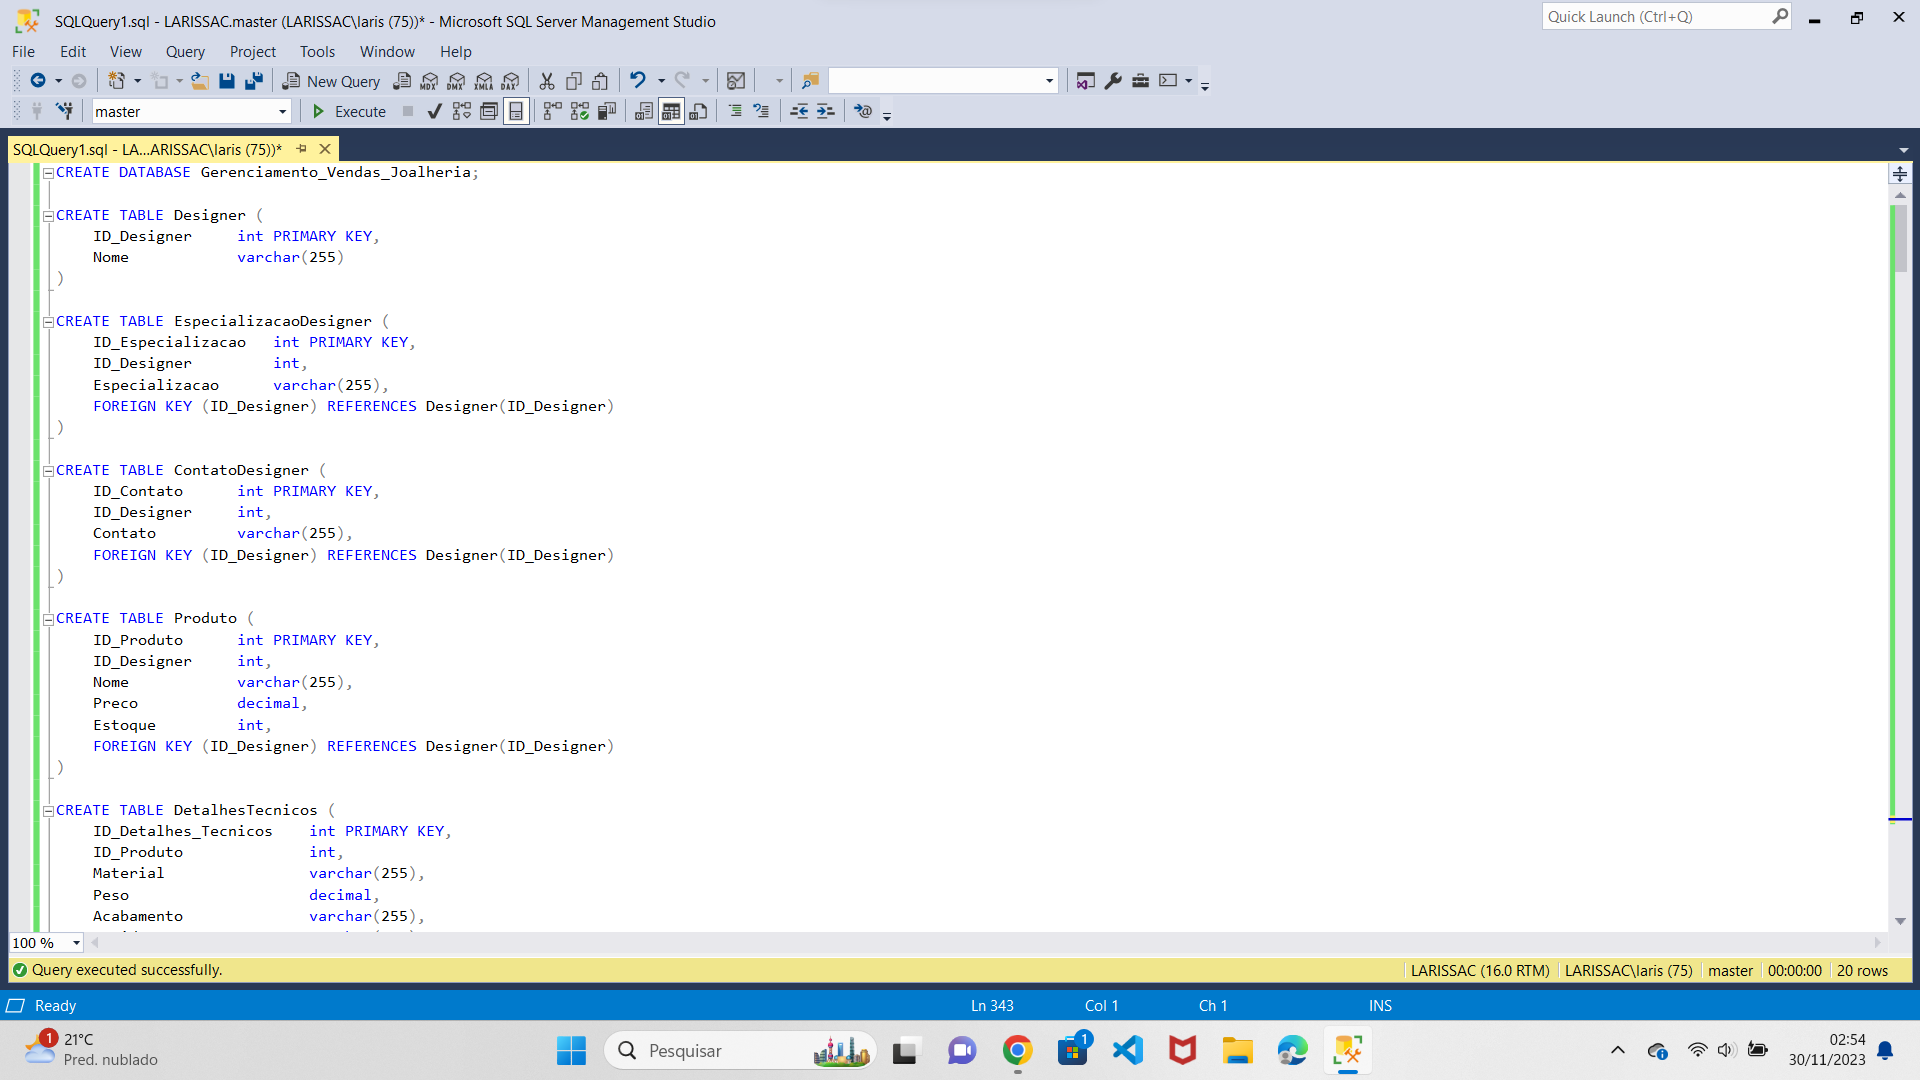 SQLQuery1.sql - LARISSAC.master (LARISSAC\laris (75))* - Microsoft SQL Server Management Studio
Quick Launch (Ctrl+Q)
File Edit View Query Project Tools Window Help
New Query MDX DMX XMLA DAX
master Execute
SQLQuery1.sql - LA...ARISSAC\laris (75))*
CREATE DATABASE Gerenciamento_Vendas_Joalheria;
CREATE TABLE Designer (
ID_Designer int PRIMARY KEY,
Nome varchar(255)
)
CREATE TABLE EspecializacaoDesigner (
ID_Especializacao int PRIMARY KEY,
ID_Designer int,
Especializacao varchar(255),
FOREIGN KEY (ID_Designer) REFERENCES Designer(ID_Designer)
)
CREATE TABLE ContatoDesigner (
ID_Contato int PRIMARY KEY,
ID_Designer int,
Contato varchar(255),
FOREIGN KEY (ID_Designer) REFERENCES Designer(ID_Designer)
)
CREATE TABLE Produto (
ID_Produto int PRIMARY KEY,
ID_Designer int,
Nome varchar(255),
Preco decimal,
Estoque int,
FOREIGN KEY (ID_Designer) REFERENCES Designer(ID_Designer)
)
CREATE TABLE DetalhesTecnicos (
ID_Detalhes_Tecnicos int PRIMARY KEY,
ID_Produto int,
Material varchar(255),
Peso decimal,
Acabamento varchar(255),
100 %
Query executed successfully. LARISSAC (16.0 RTM) LARISSAC\laris (75) master 00:00:00 20 rows
Ready Ln 343 Col 1 Ch 1 INS
1 21°C
Pred. nublado
Pesquisar
1
02:54
30/11/2023